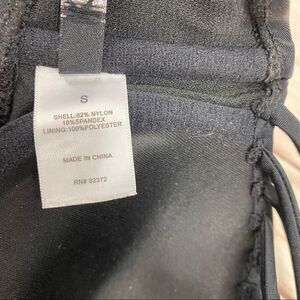 S
SHELL:82% NYLON
18%SPANDEX
LINING:100%POLYESTER
MADE IN CHINA
RN# 82372